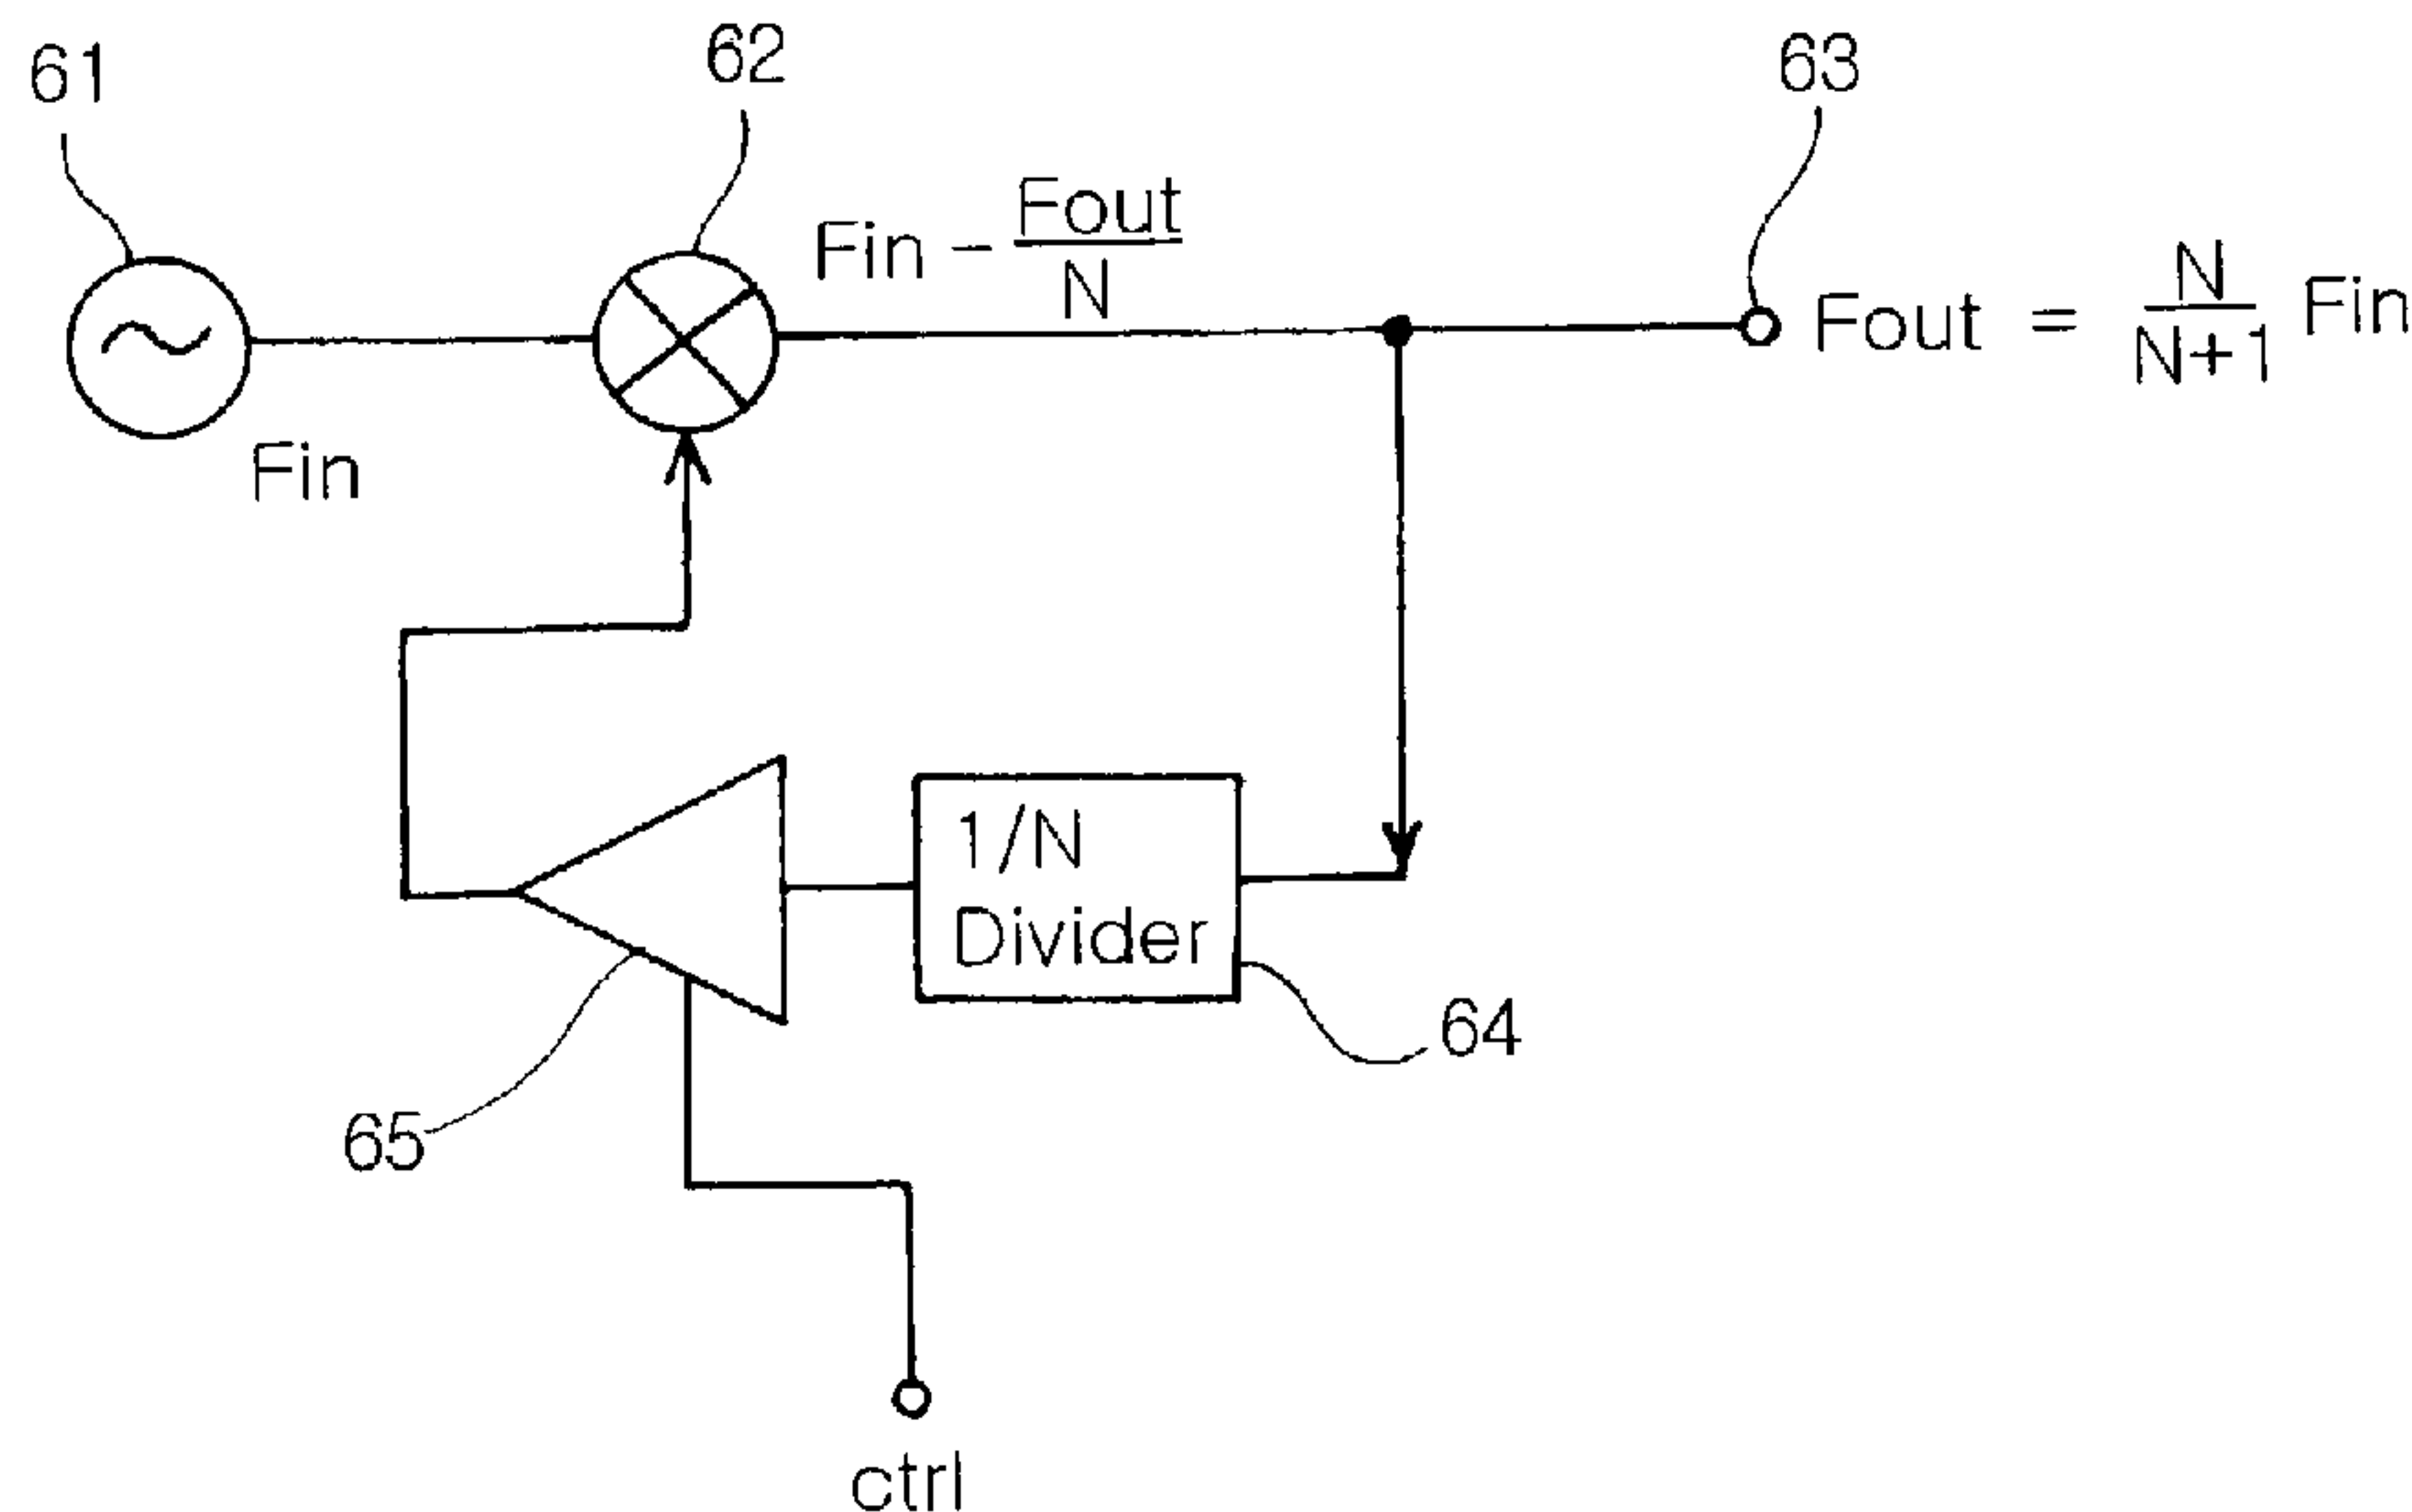 61
62
63
Fin - Fout/N
Fout = N/N+1 Fin
Fin
1/N
Divider
64
65
ctrl